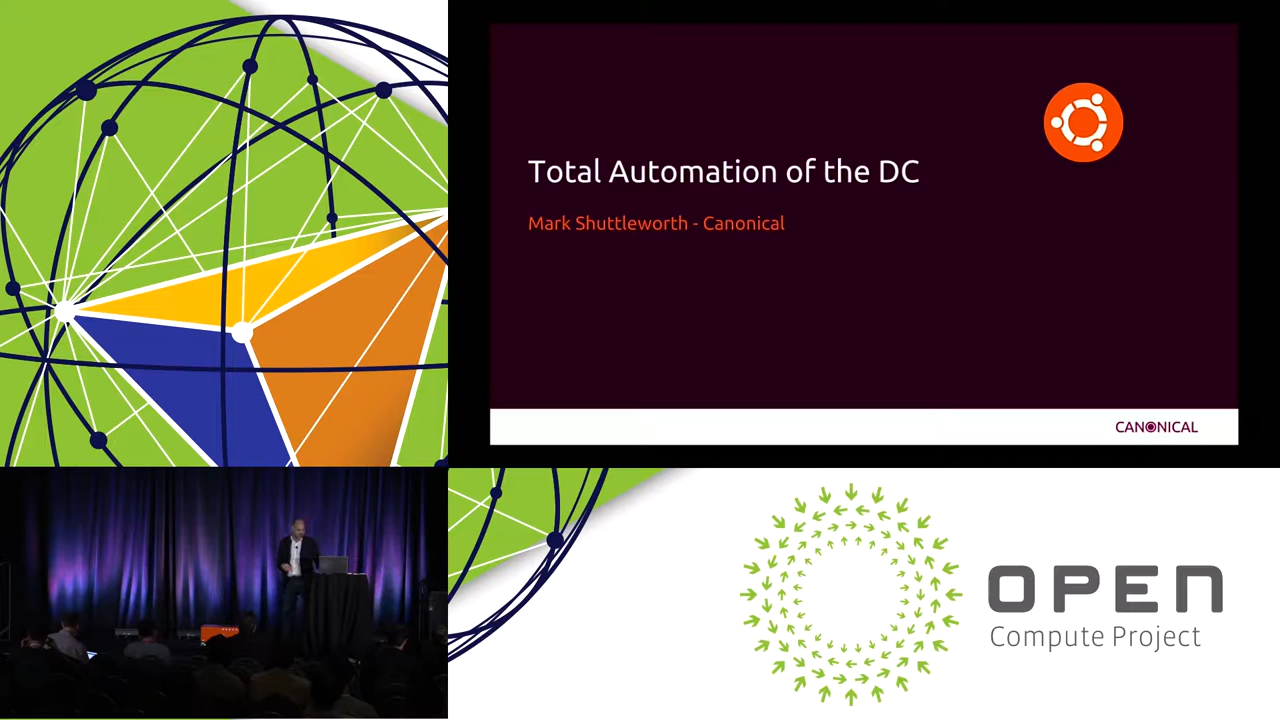 Total Automation of the DC
Mark Shuttleworth - Canonical
CANONICAL
OPEN
Compute Project